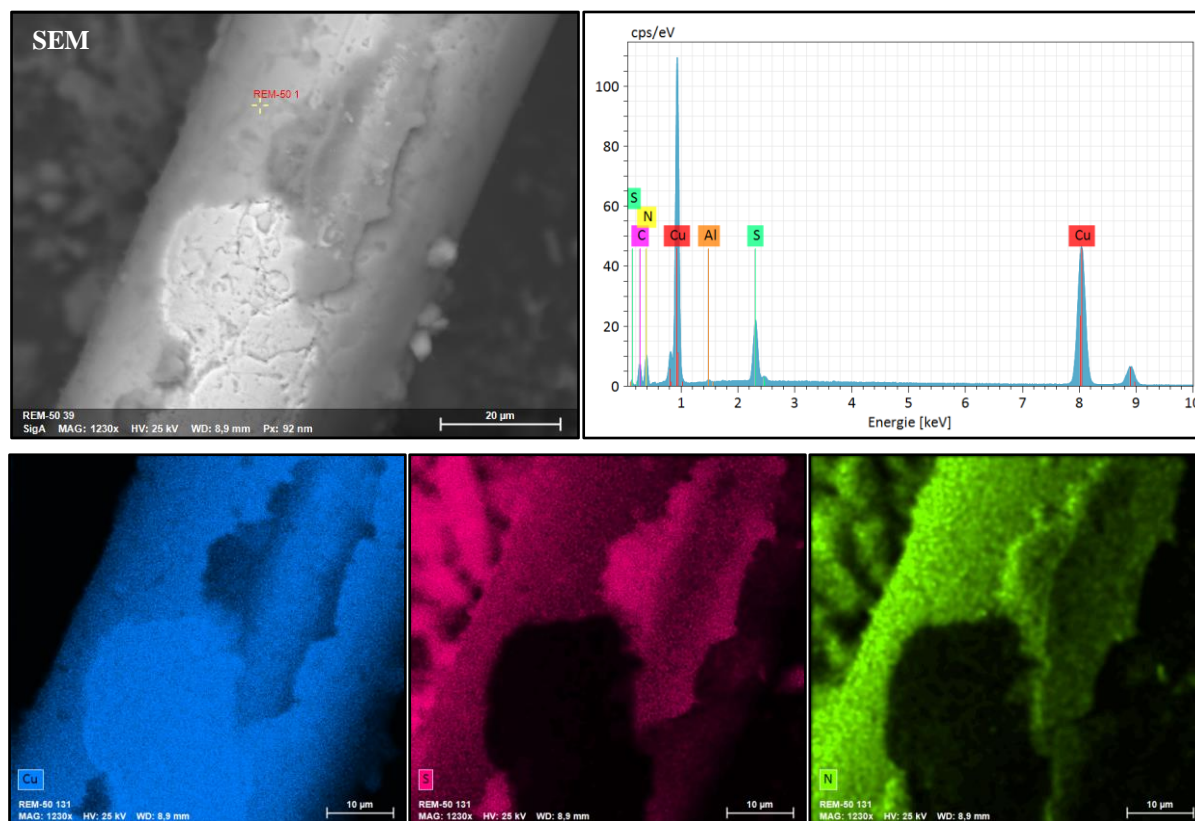 SEM
REM-50 1
REM-50 39
SigA MAG: 1230x HV: 25 kV WD: 8,9 mm Px: 92 nm
20 µm
cps/eV
100
80
60
40
20
0
S
N
C
Cu
Al
S
Cu
1 2 3 4 5 6 7 8 9 10
Energie [keV]
Cu
REM-50 131
MAG: 1230x HV: 25 kV WD: 8,9 mm
10 µm
S
REM-50 131
MAG: 1230x HV: 25 kV WD: 8,9 mm
10 µm
N
REM-50 131
MAG: 1230x HV: 25 kV WD: 8,9 mm
10 µm